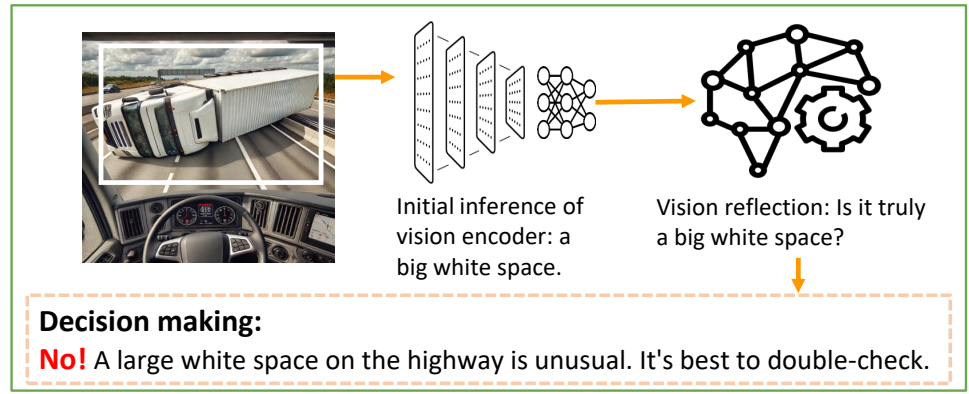 Initial inference of
vision encoder: a
big white space.
Vision reflection: Is it truly
a big white space?
Decision making:
No! A large white space on the highway is unusual. It's best to double-check.